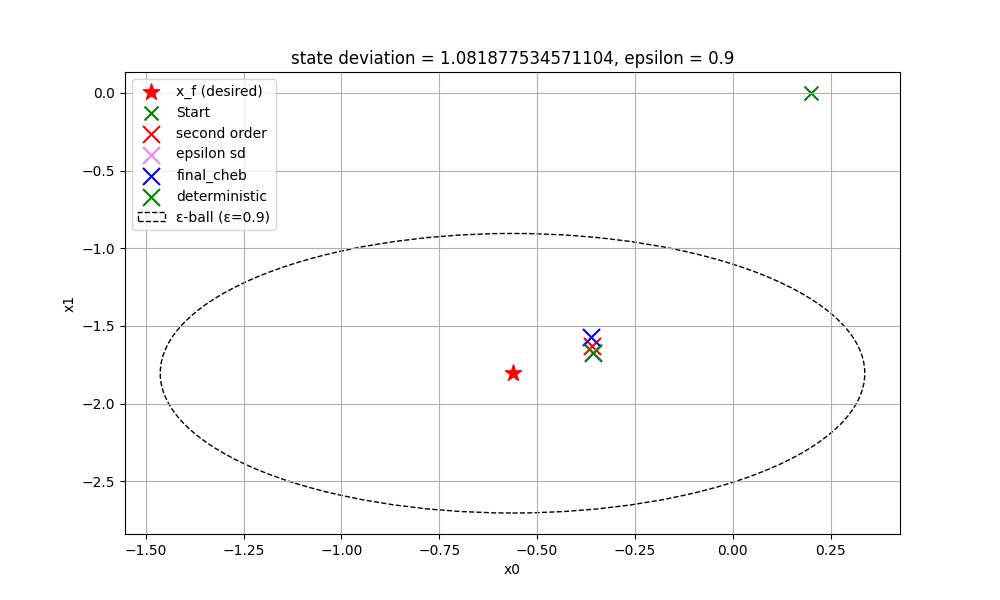 state deviation = 1.081877534571104, epsilon = 0.9
x_f (desired)
Start
second order
epsilon sd
final_cheb
deterministic
ε-ball (ε=0.9)
0.0
−0.5
−1.0
−1.5
−2.0
−2.5
x1
−1.50
−1.25
−1.00
−0.75
−0.50
−0.25
0.00
0.25
x0